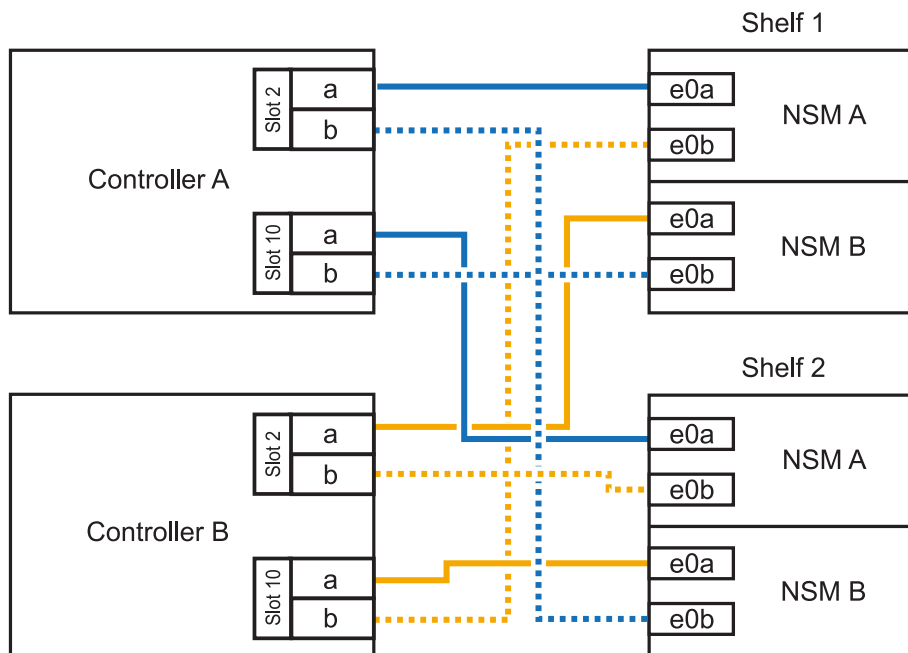 Shelf 1
Slot 2
a
b
Controller A
Slot 10
a
b
e0a
e0b
NSM A
e0a
e0b
NSM B
Shelf 2
Slot 2
a
b
Controller B
Slot 10
a
b
e0a
e0b
NSM A
e0a
e0b
NSM B